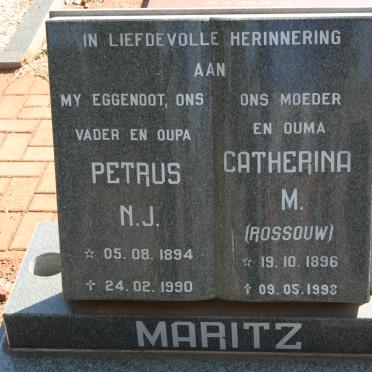 IN LIEFDEVOLLE HERINNERING
AAN
MY EGGENOOT, ONS
VADER EN OUPA
PETRUS
N.J.
☆ 05.08.1894
✝ 24.02.1990
ONS MOEDER
EN OUMA
CATHERINA
M.
(ROSSOUW)
☆ 19.10.1896
✝ 09.05.1998
MARITZ